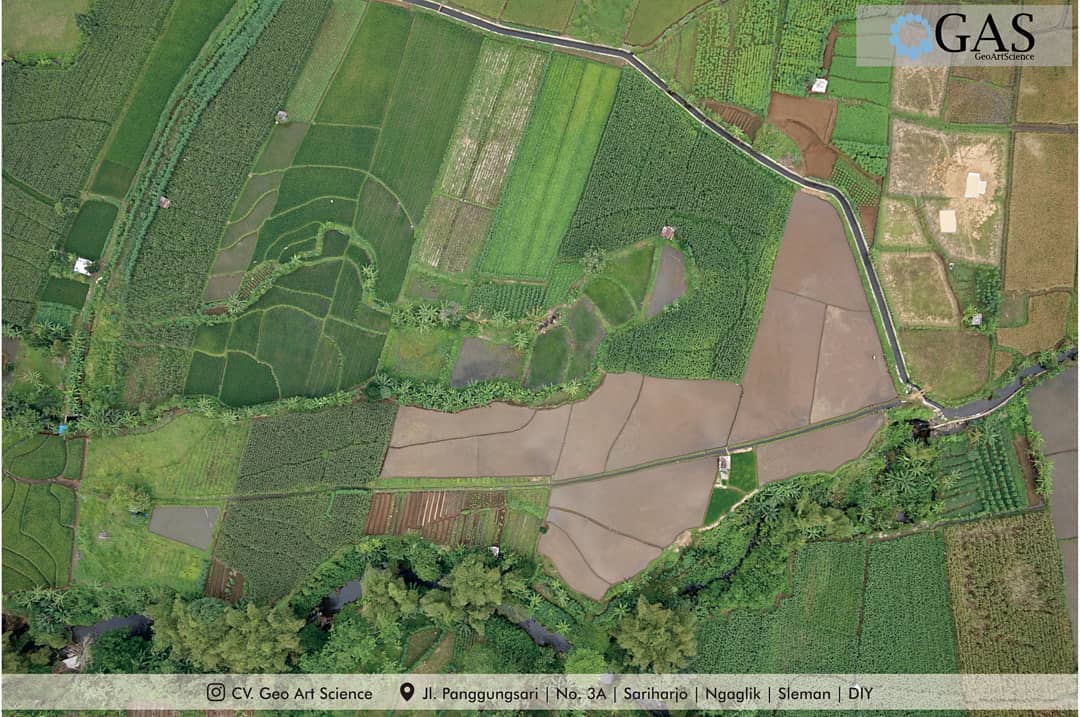 GAS
GeoArtScience
CV. Geo Art Science Jl. Panggungsari | No. 3A | Sariharjo | Ngaglik | Sleman | DIY